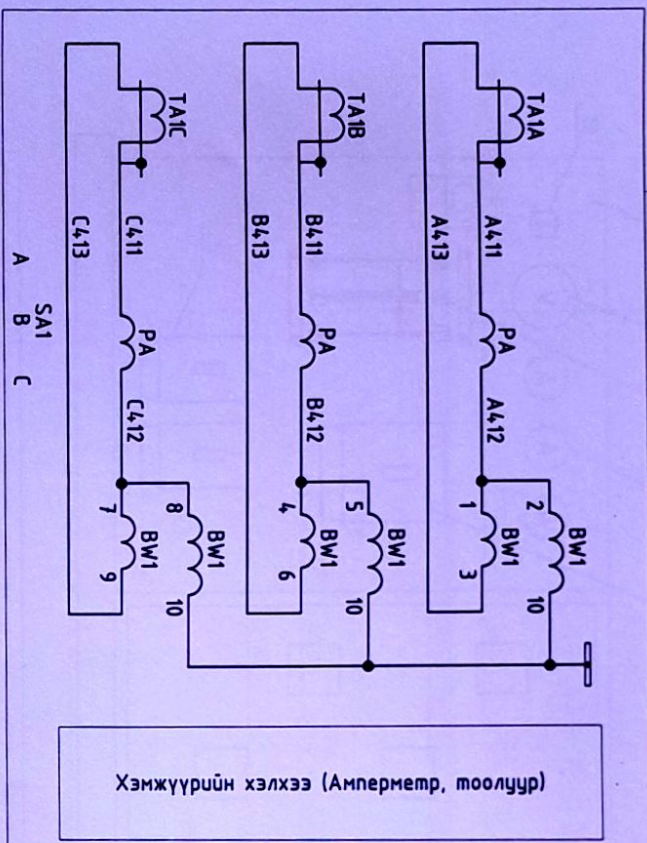 TA1A
A411
A413
PA
A412
BW1
2
10
BW1
1
3
TA1B
B411
B413
PA
B412
BW1
5
10
BW1
4
6
TA1C
C411
C413
PA
C412
BW1
8
10
BW1
7
9
SA1
A B C
Хэмжүүрийн хэлхээ (Амперметр, тоолуур)